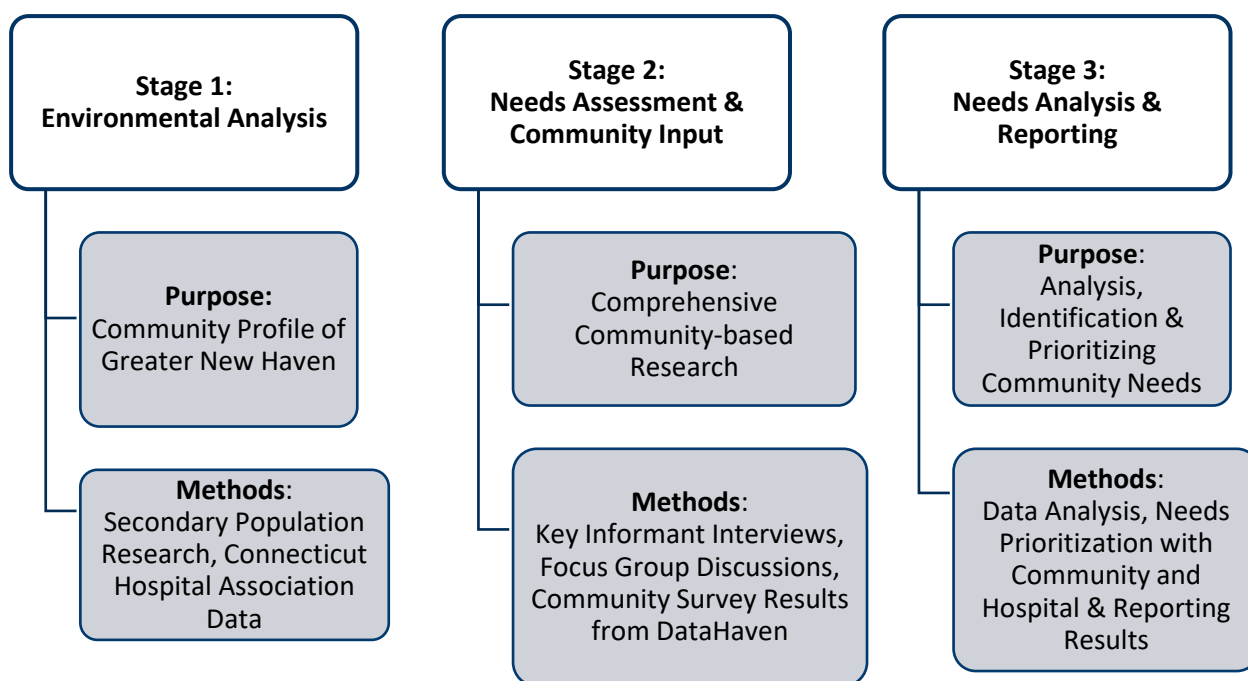 Stage 1:
Environmental Analysis
Purpose:
Community Profile of
Greater New Haven
Methods:
Secondary Population
Research, Connecticut
Hospital Association
Data
Stage 2:
Needs Assessment &
Community Input
Purpose:
Comprehensive
Community-based
Research
Methods:
Key Informant Interviews,
Focus Group Discussions,
Community Survey Results
from DataHaven
Stage 3:
Needs Analysis &
Reporting
Purpose:
Analysis,
Identification &
Prioritizing
Community Needs
Methods:
Data Analysis, Needs
Prioritization with
Community and
Hospital & Reporting
Results